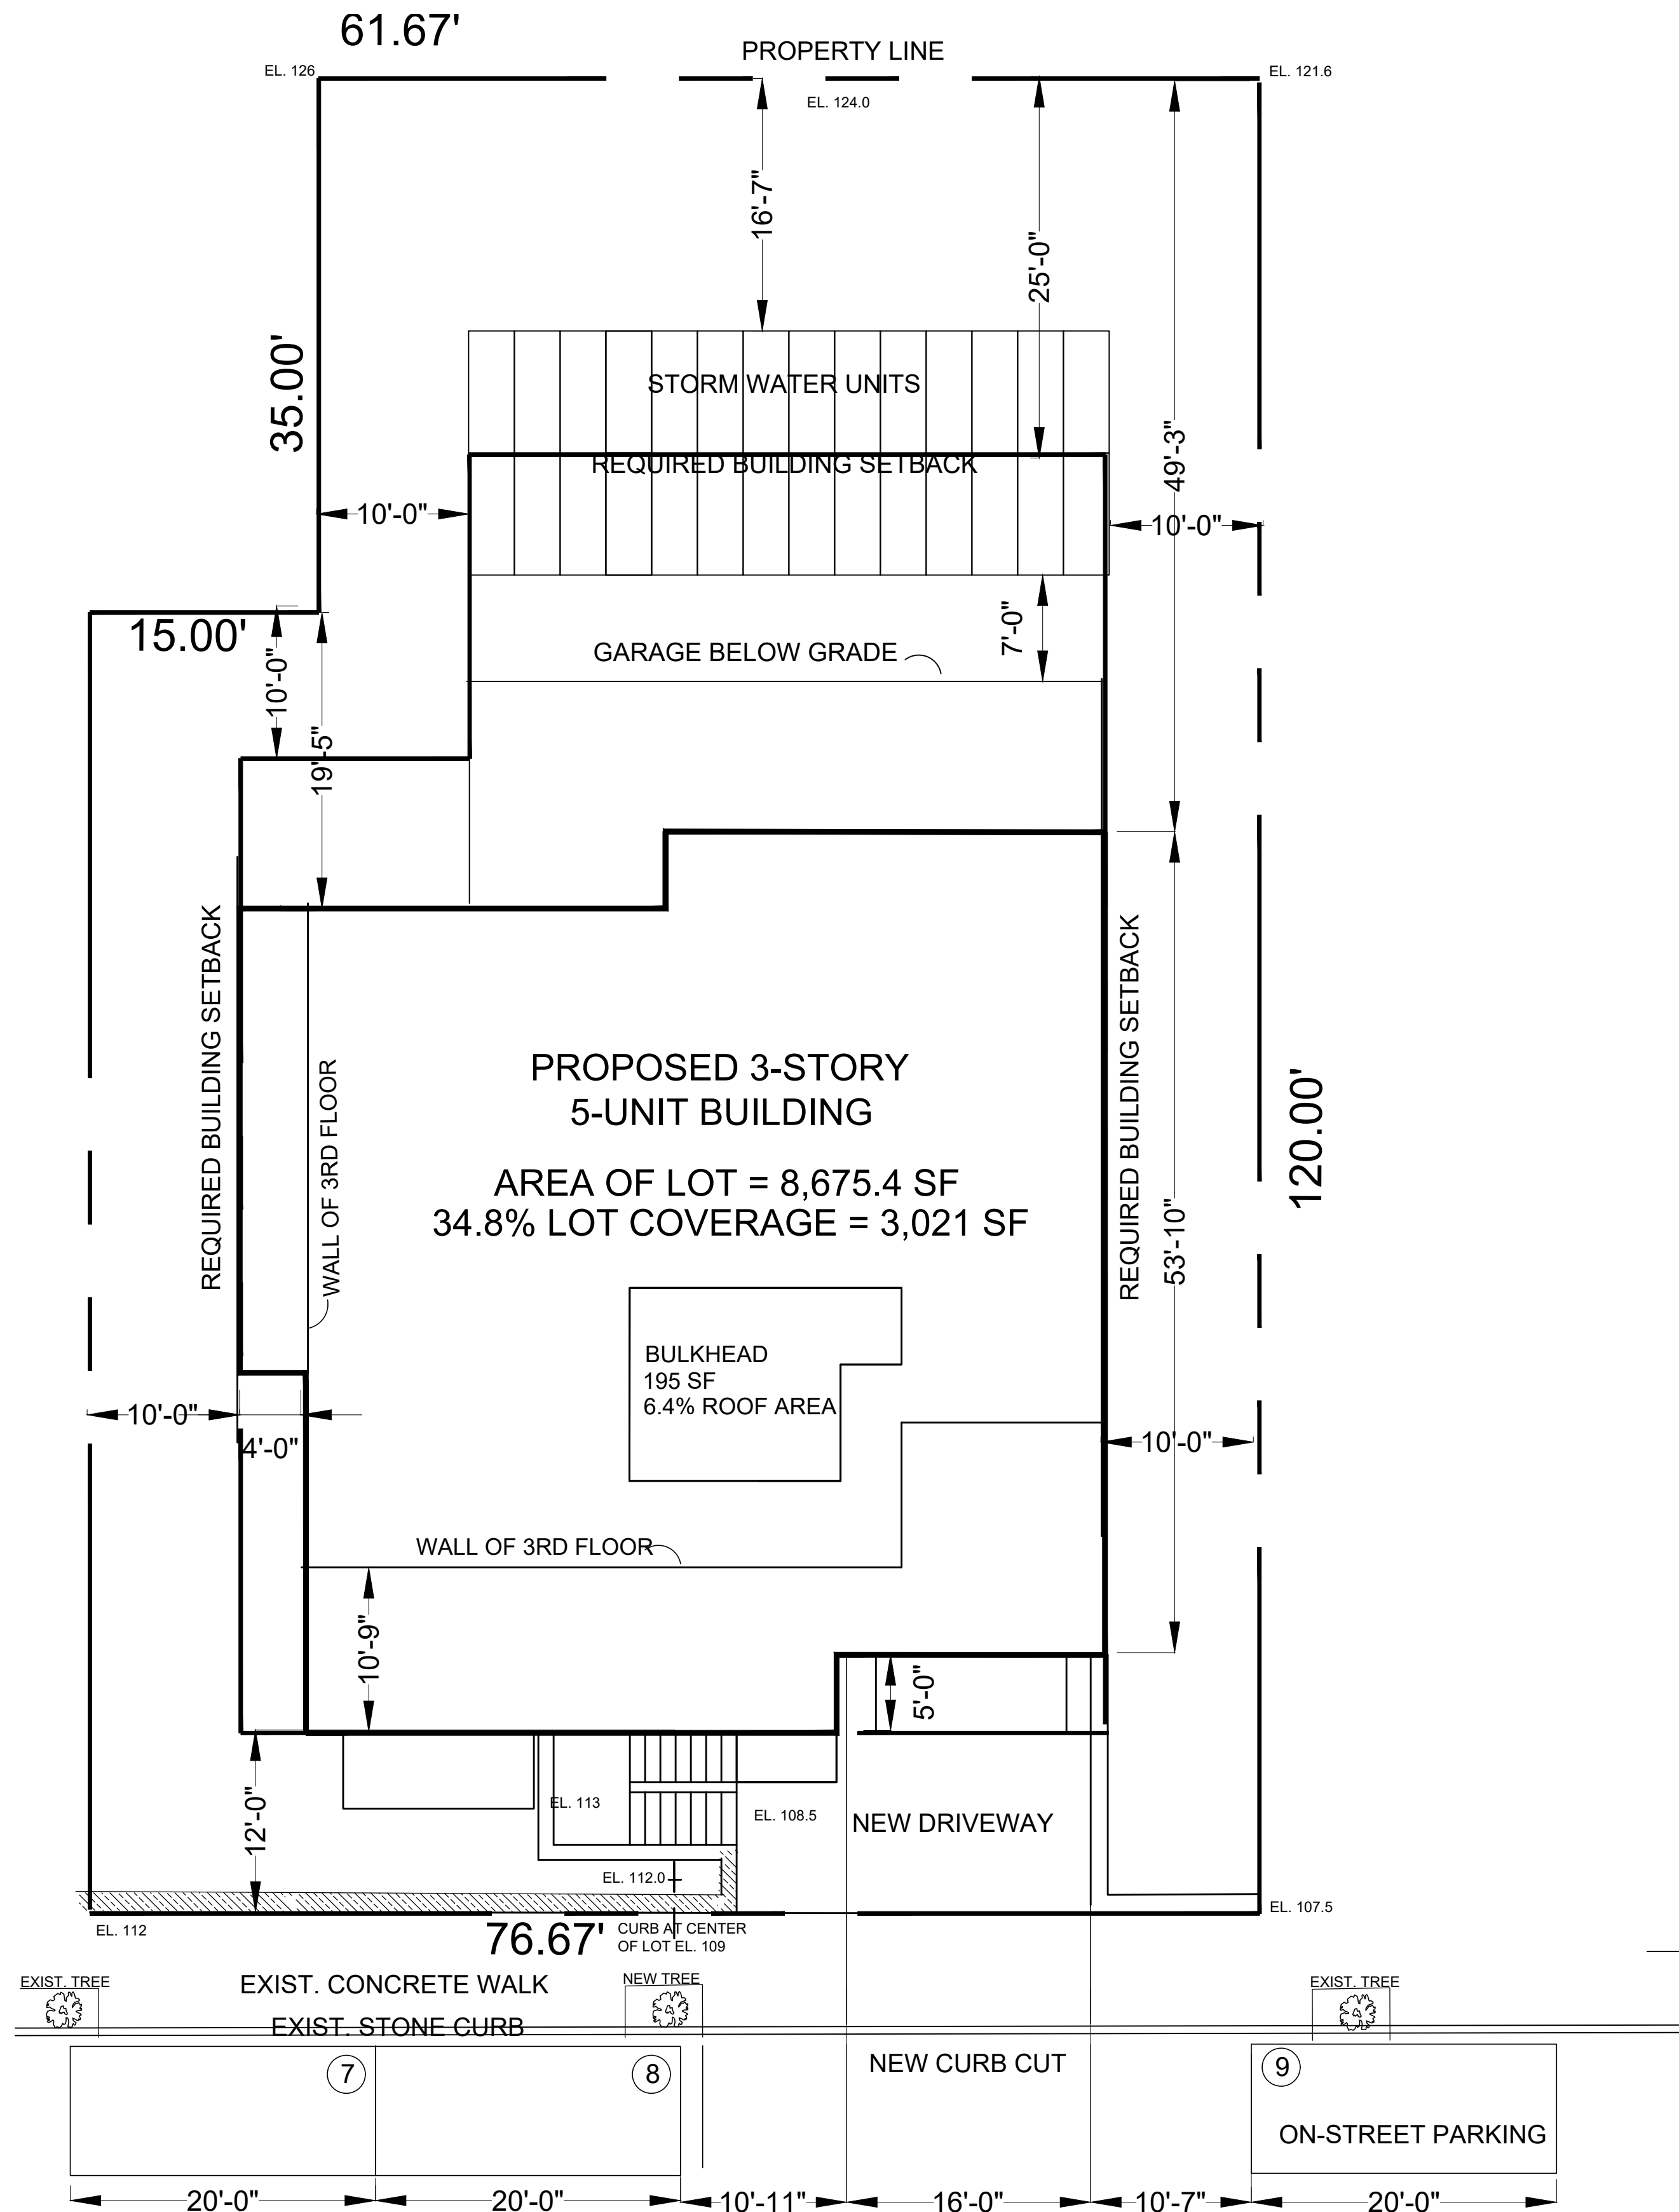 61.67'
PROPERTY LINE
EL. 126
EL. 121.6
EL. 124.0
16'-7"
25'-0"
35.00'
STORM WATER UNITS
49'-3"
REQUIRED BUILDING SETBACK
10'-0"
10'-0"
15.00'
7'-0"
GARAGE BELOW GRADE
10'-0"
19'-5"
REQUIRED BUILDING SETBACK
WALL OF 3RD FLOOR
REQUIRED BUILDING SETBACK
PROPOSED 3-STORY
5-UNIT BUILDING
120.00'
AREA OF LOT = 8,675.4 SF
34.8% LOT COVERAGE = 3,021 SF
53'-10"
BULKHEAD
195 SF
6.4% ROOF AREA
10'-0"
4'-0"
10'-0"
WALL OF 3RD FLOOR
10'-9"
5'-0"
12'-0"
EL. 113
EL. 108.5
NEW DRIVEWAY
EL. 112.0
EL. 107.5
EL. 112
76.67'
CURB AT CENTER
OF LOT EL. 109
EXIST. TREE
EXIST. CONCRETE WALK
NEW TREE
EXIST. TREE
EXIST. STONE CURB
7
8
NEW CURB CUT
9
ON-STREET PARKING
20'-0"
20'-0"
10'-11"
16'-0"
10'-7"
20'-0"